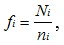 fᵢ = Nᵢ/nᵢ,